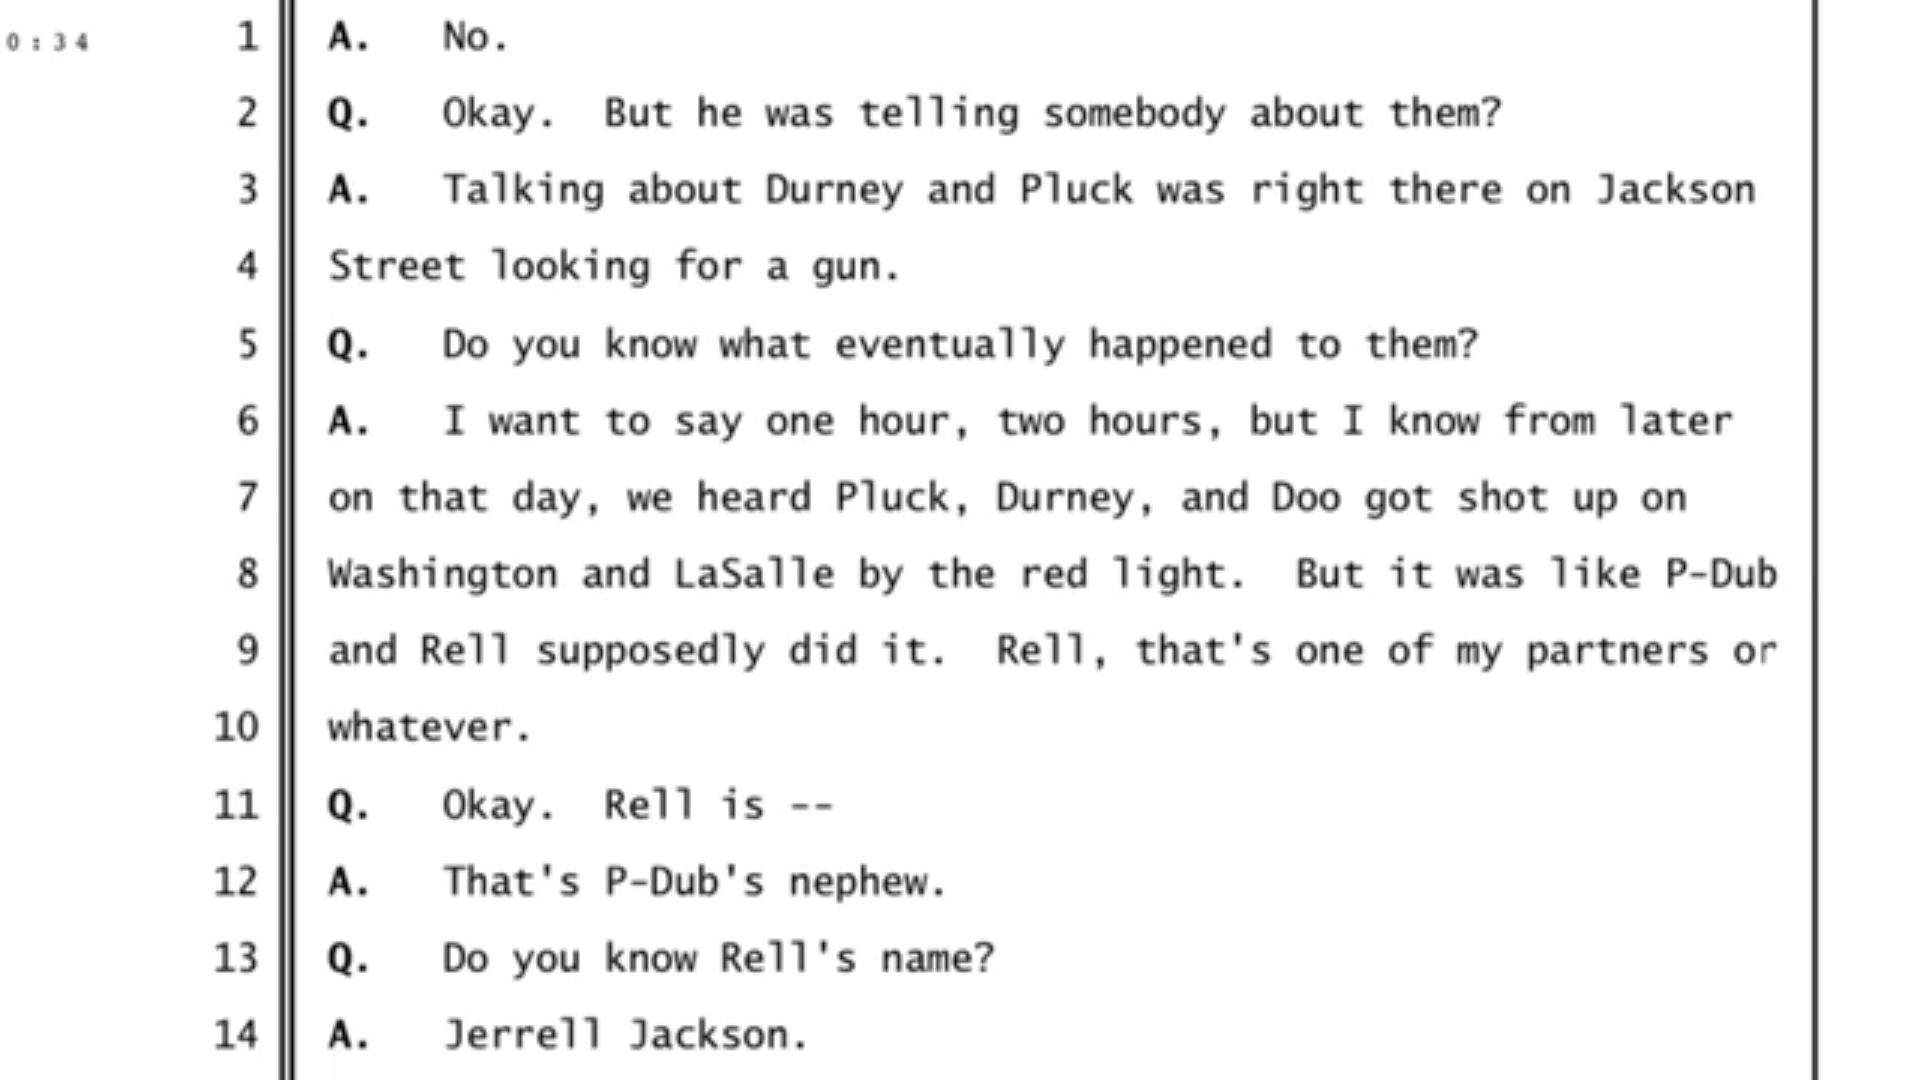 0:34
1 A. No.
2 Q. Okay. But he was telling somebody about them?
3 A. Talking about Durney and Pluck was right there on Jackson
4 Street looking for a gun.
5 Q. Do you know what eventually happened to them?
6 A. I want to say one hour, two hours, but I know from later
7 on that day, we heard Pluck, Durney, and Doo got shot up on
8 Washington and LaSalle by the red light. But it was like P-Dub
9 and Rell supposedly did it. Rell, that's one of my partners or
10 whatever.
11 Q. Okay. Rell is --
12 A. That's P-Dub's nephew.
13 Q. Do you know Rell's name?
14 A. Jerrell Jackson.